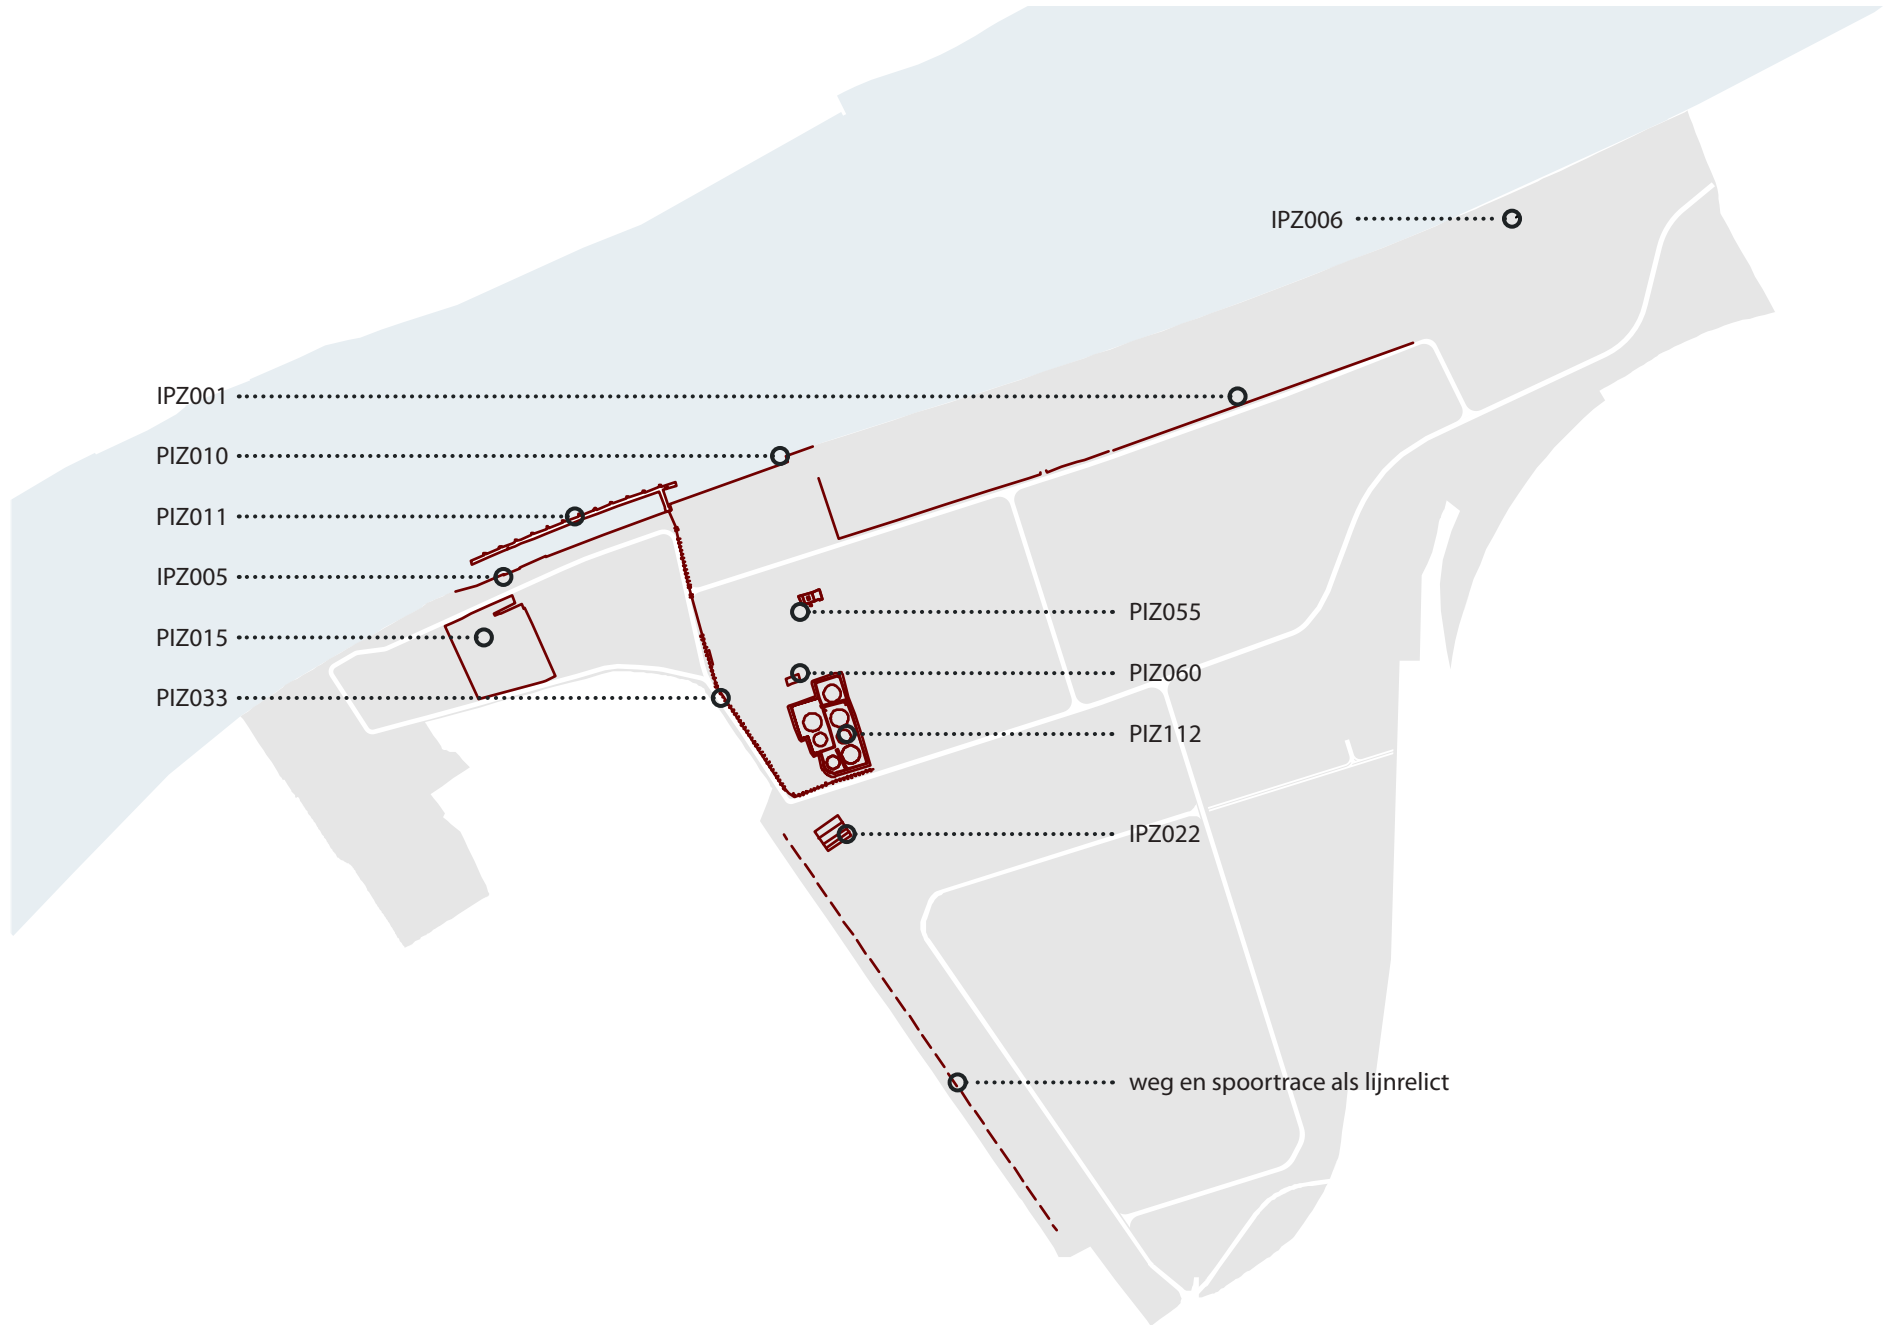 IPZ006
IPZ001
PIZ010
PIZ011
IPZ005
PIZ055
PIZ015
PIZ060
PIZ033
PIZ112
IPZ022
weg en spoortrace als lijnrelict